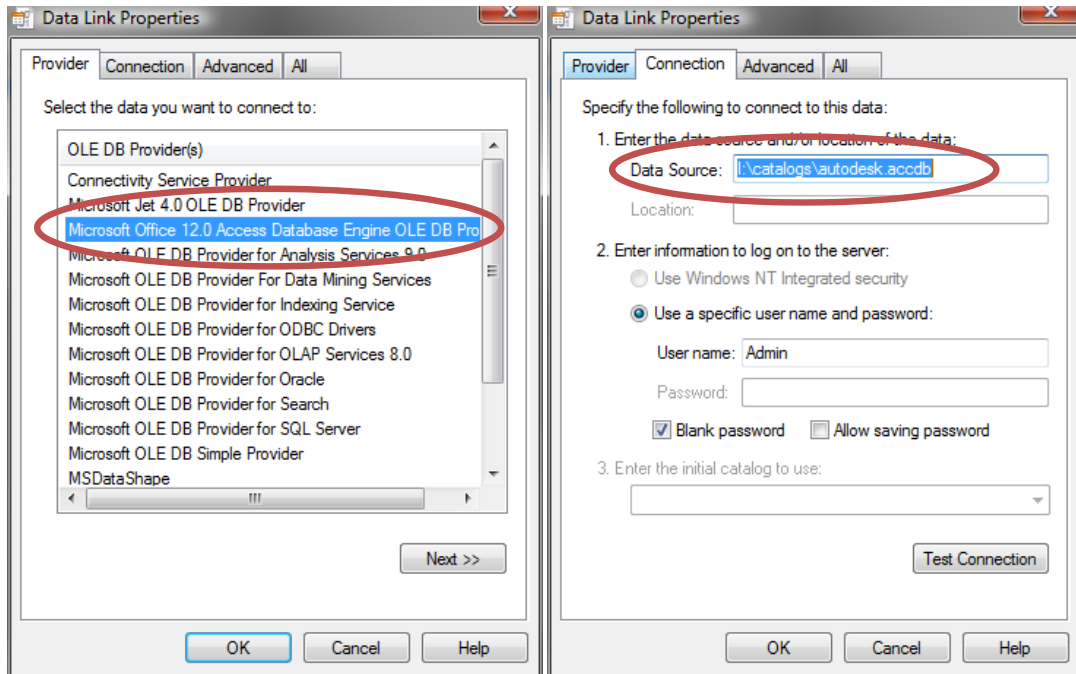 Data Link Properties
Provider
Connection
Advanced
All
Select the data you want to connect to:
OLE DB Provider(s)
Connectivity Service Provider
Microsoft Jet 4.0 OLE DB Provider
Microsoft Office 12.0 Access Database Engine OLE DB Pro
Microsoft OLE DB Provider for Analysis Services 9.0
Microsoft OLE DB Provider For Data Mining Services
Microsoft OLE DB Provider for Indexing Service
Microsoft OLE DB Provider for ODBC Drivers
Microsoft OLE DB Provider for OLAP Services 8.0
Microsoft OLE DB Provider for Oracle
Microsoft OLE DB Provider for Search
Microsoft OLE DB Provider for SQL Server
Microsoft OLE DB Simple Provider
MSDataShape
Next >>
OK
Cancel
Help
Data Link Properties
Provider
Connection
Advanced
All
Specify the following to connect to this data:
1. Enter the data source and/or location of the data:
Data Source: I:\catalogs\autodesk.accdb
Location:
2. Enter information to log on to the server:
Use Windows NT Integrated security
Use a specific user name and password:
User name: Admin
Password:
Blank password
Allow saving password
3. Enter the initial catalog to use:
Test Connection
OK
Cancel
Help